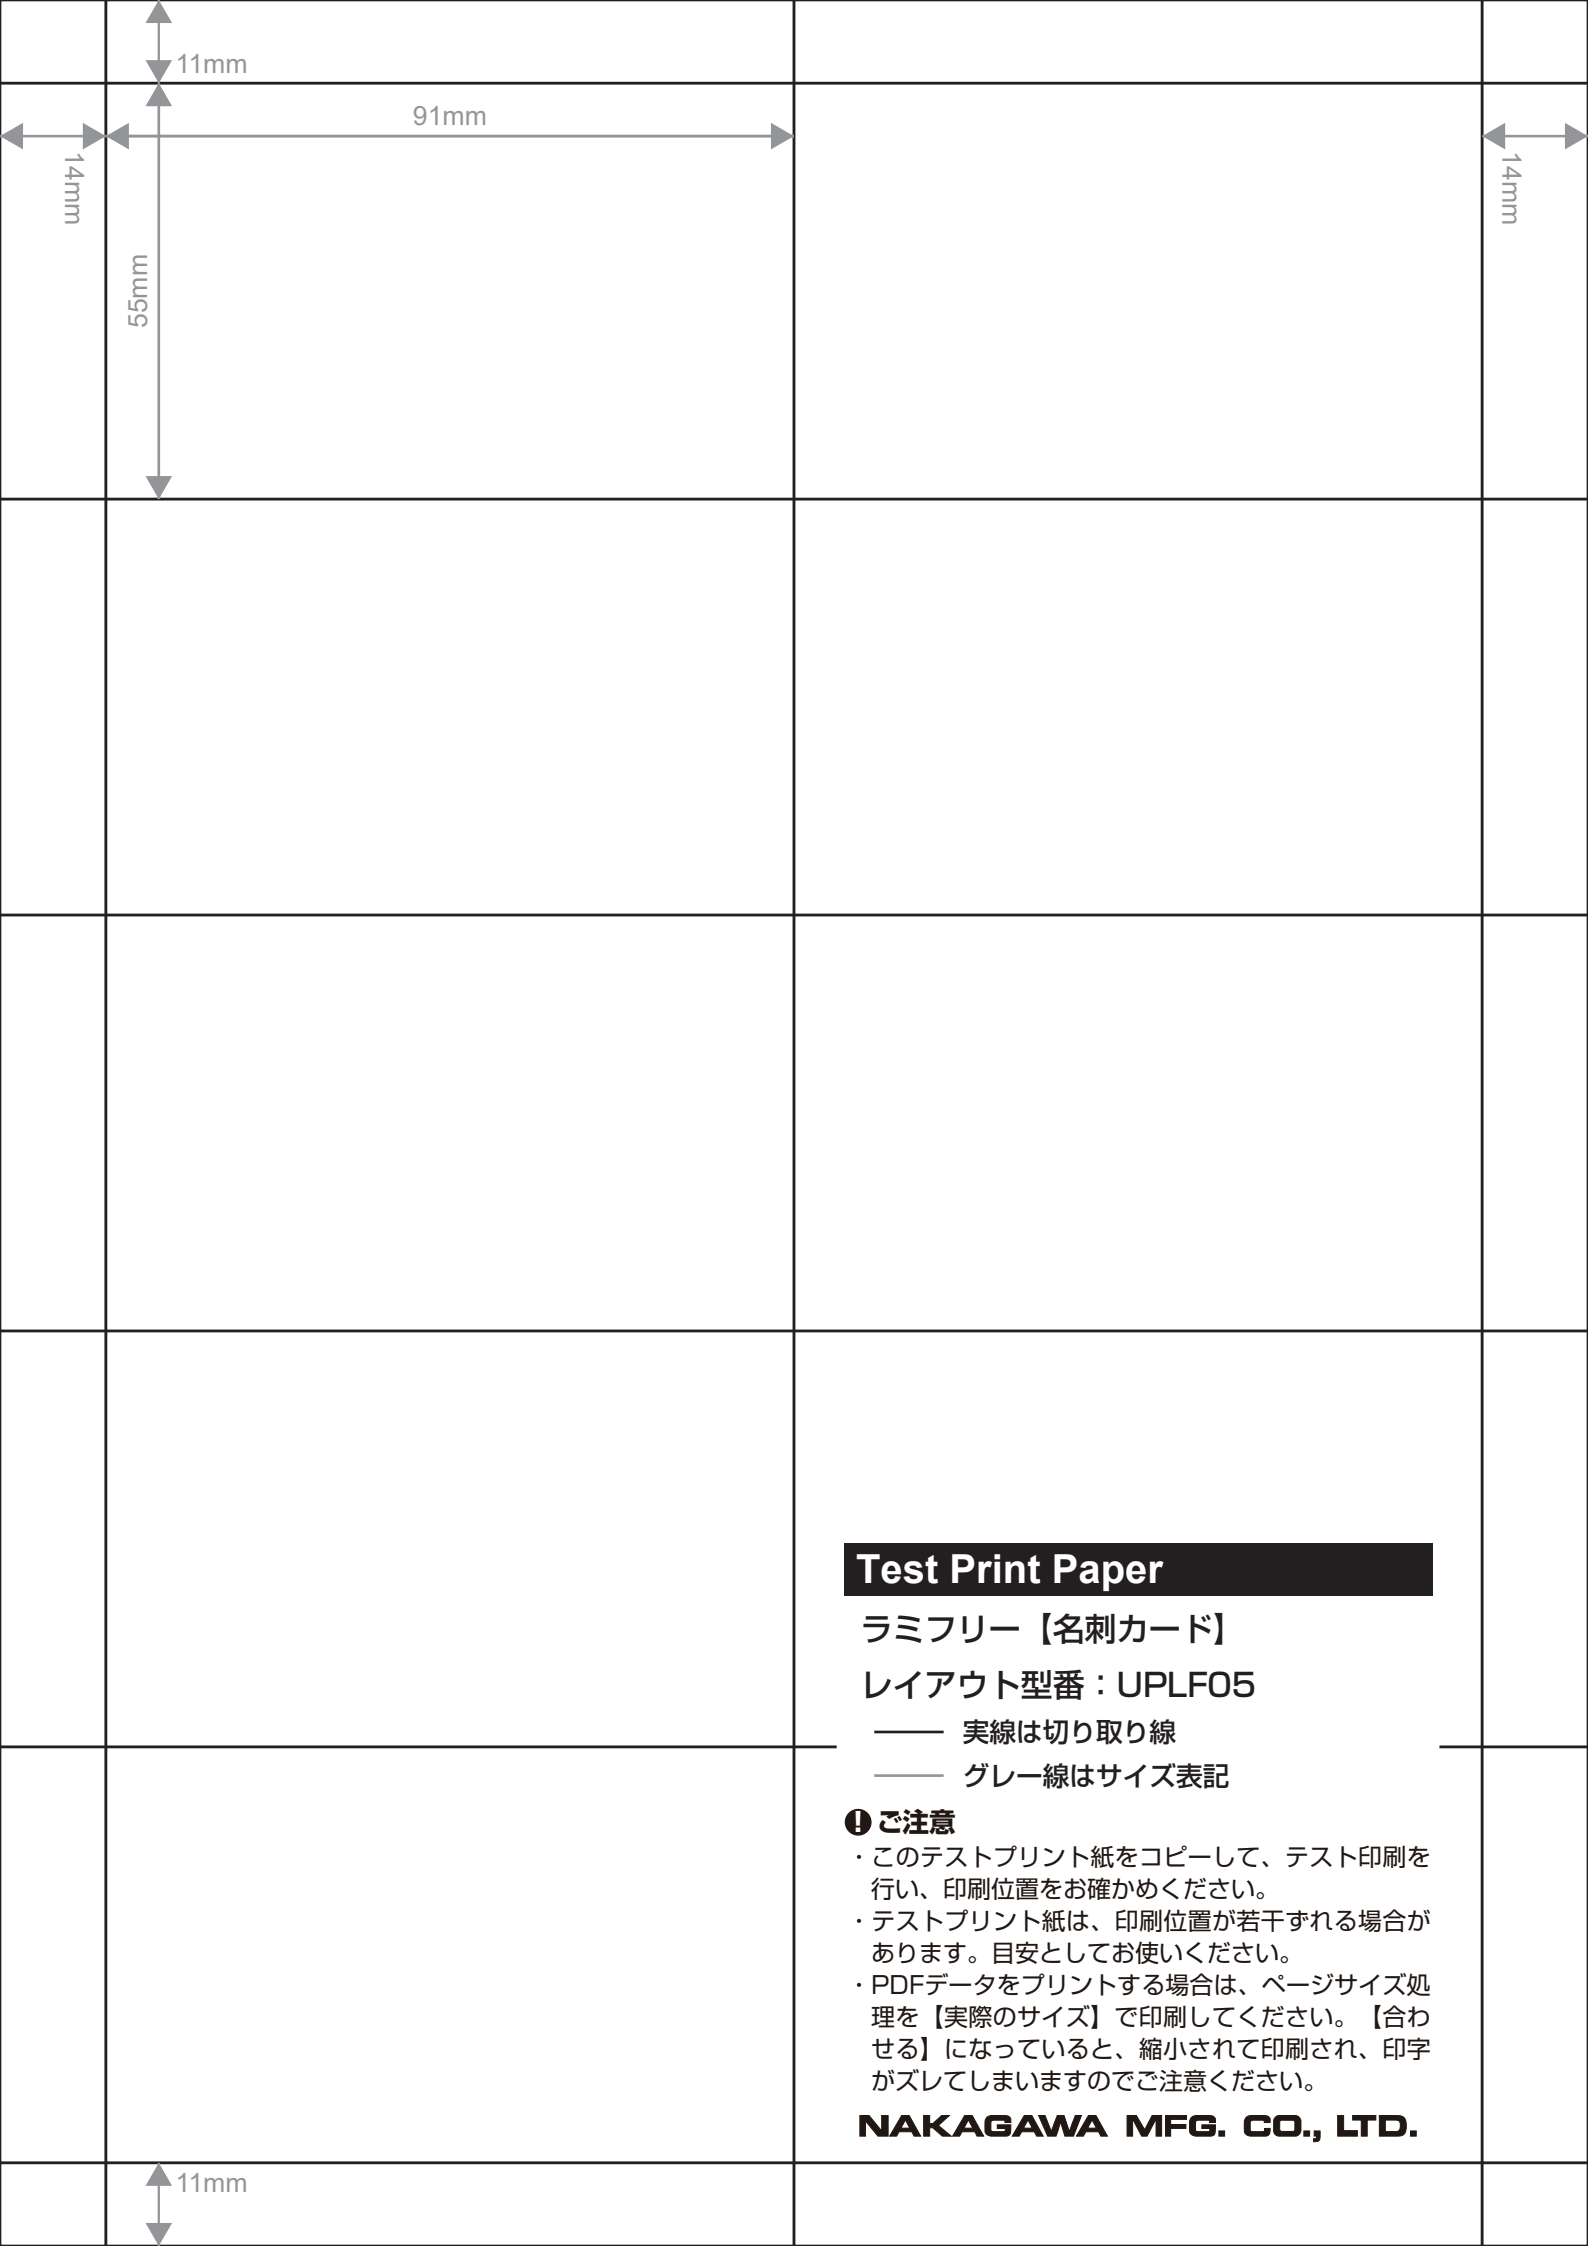 11mm
91mm
14mm
14mm
55mm
Test Print Paper
ラミフリー【名刺カード】
レイアウト型番：UPLF05
実線は切り取り線
グレー線はサイズ表記
ご注意
・このテストプリント紙をコピーして、テスト印刷を
行い、印刷位置をお確かめください。
・テストプリント紙は、印刷位置が若干ずれる場合が
あります。目安としてお使いください。
・PDFデータをプリントする場合は、ページサイズ処
理を【実際のサイズ】で印刷してください。【合わ
せる】になっていると、縮小されて印刷され、印字
がズレてしまいますのでご注意ください。
NAKAGAWA MFG. CO., LTD.
11mm